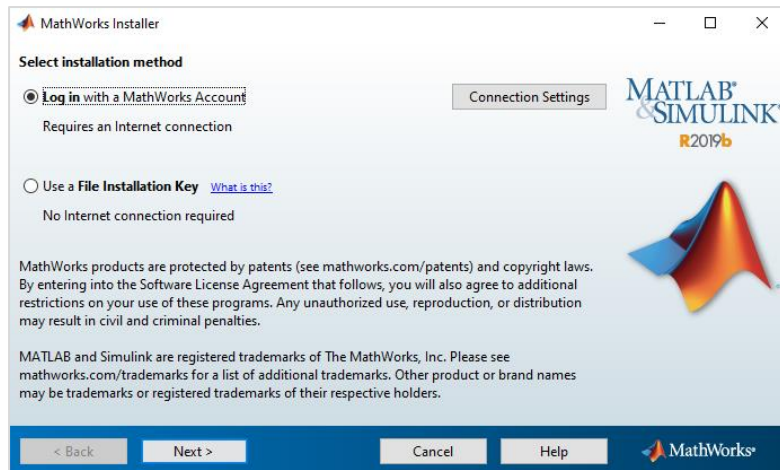 MathWorks Installer
Select installation method
Log in with a MathWorks Account
Connection Settings
Requires an Internet connection
MATLAB®
&SIMULINK®
R2019b
Use a File Installation Key What is this?
No Internet connection required
MathWorks products are protected by patents (see mathworks.com/patents) and copyright laws.
By entering into the Software License Agreement that follows, you will also agree to additional
restrictions on your use of these programs. Any unauthorized use, reproduction, or distribution
may result in civil and criminal penalties.
MATLAB and Simulink are registered trademarks of The MathWorks, Inc. Please see
mathworks.com/trademarks for a list of additional trademarks. Other product or brand names
may be trademarks or registered trademarks of their respective holders.
< Back Next > Cancel Help MathWorks®